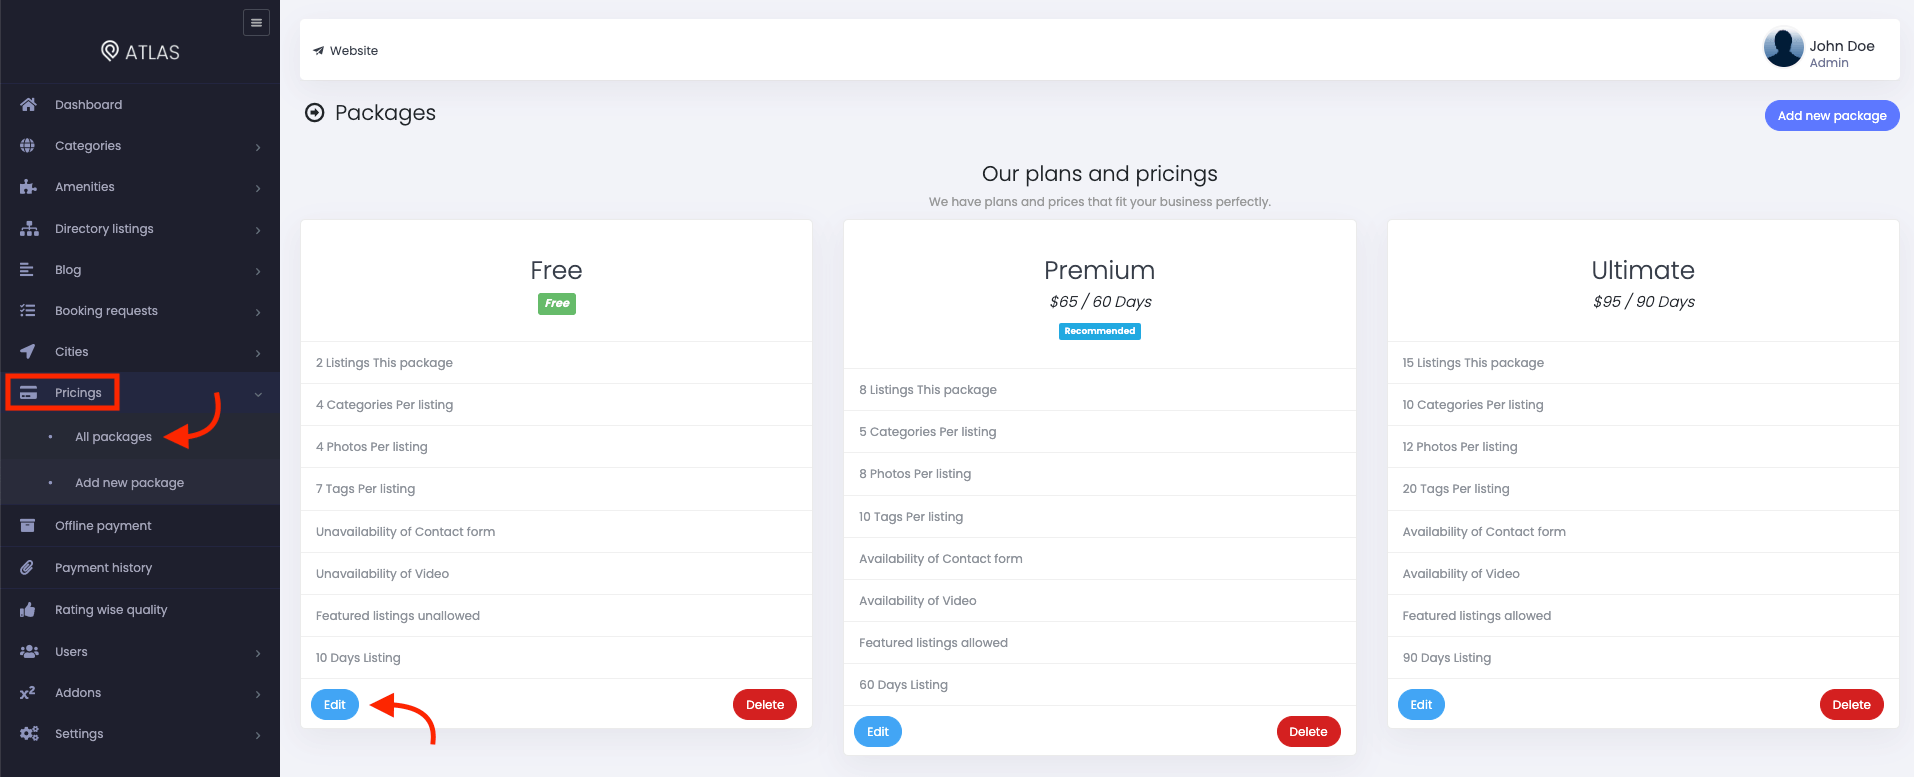 ATLAS
Dashboard
Categories
Amenities
Directory listings
Blog
Booking requests
Cities
Pricings
All packages
Add new package
Offline payment
Payment history
Rating wise quality
Users
Addons
Settings
Website
John Doe
Admin
Packages
Add new package
Our plans and pricings
We have plans and prices that fit your business perfectly.
Free
Free
2 Listings This package
4 Categories Per listing
4 Photos Per listing
7 Tags Per listing
Unavailability of Contact form
Unavailability of Video
Featured listings unallowed
10 Days Listing
Edit
Delete
Premium
$65 / 60 Days
Recommended
8 Listings This package
5 Categories Per listing
8 Photos Per listing
10 Tags Per listing
Availability of Contact form
Availability of Video
Featured listings allowed
60 Days Listing
Edit
Delete
Ultimate
$95 / 90 Days
15 Listings This package
10 Categories Per listing
12 Photos Per listing
20 Tags Per listing
Availability of Contact form
Availability of Video
Featured listings allowed
90 Days Listing
Edit
Delete